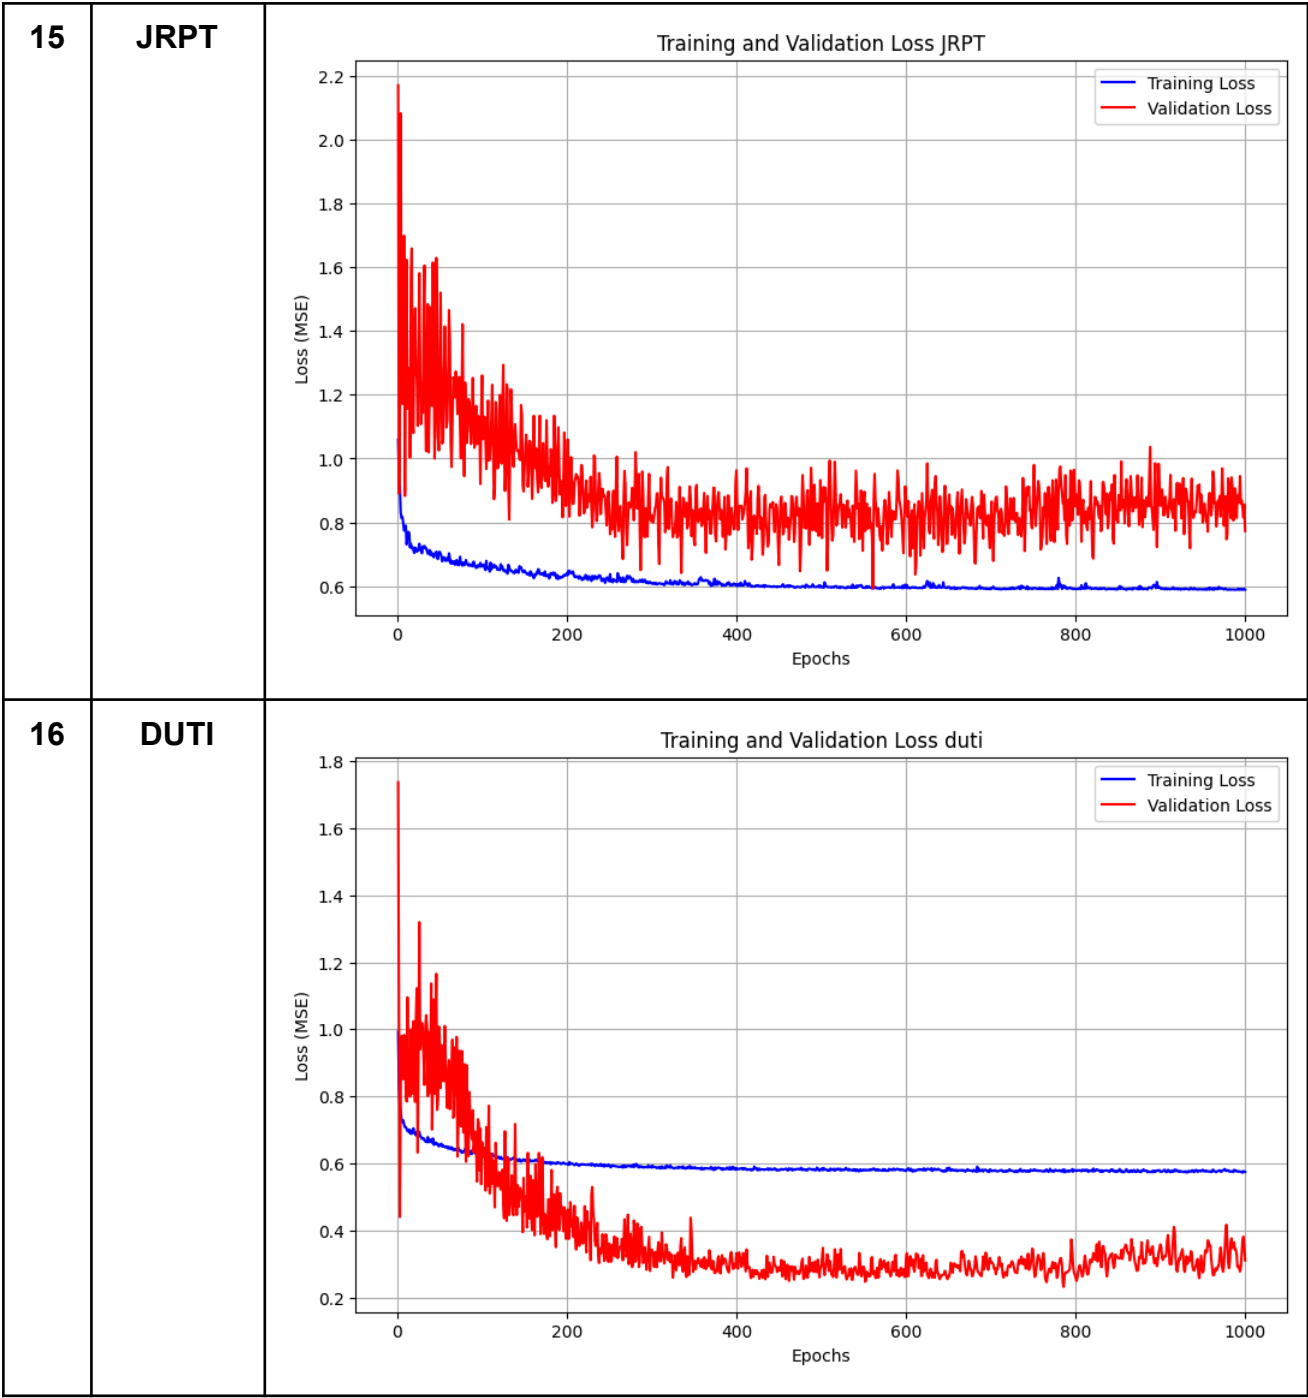 15
JRPT
Training and Validation Loss JRPT
Training Loss
Validation Loss
2.2
2.0
1.8
1.6
1.4
1.2
1.0
0.8
0.6
Loss (MSE)
0 200 400 600 800 1000
Epochs
16
DUTI
Training and Validation Loss duti
Training Loss
Validation Loss
1.8
1.6
1.4
1.2
1.0
0.8
0.6
0.4
0.2
Loss (MSE)
0 200 400 600 800 1000
Epochs